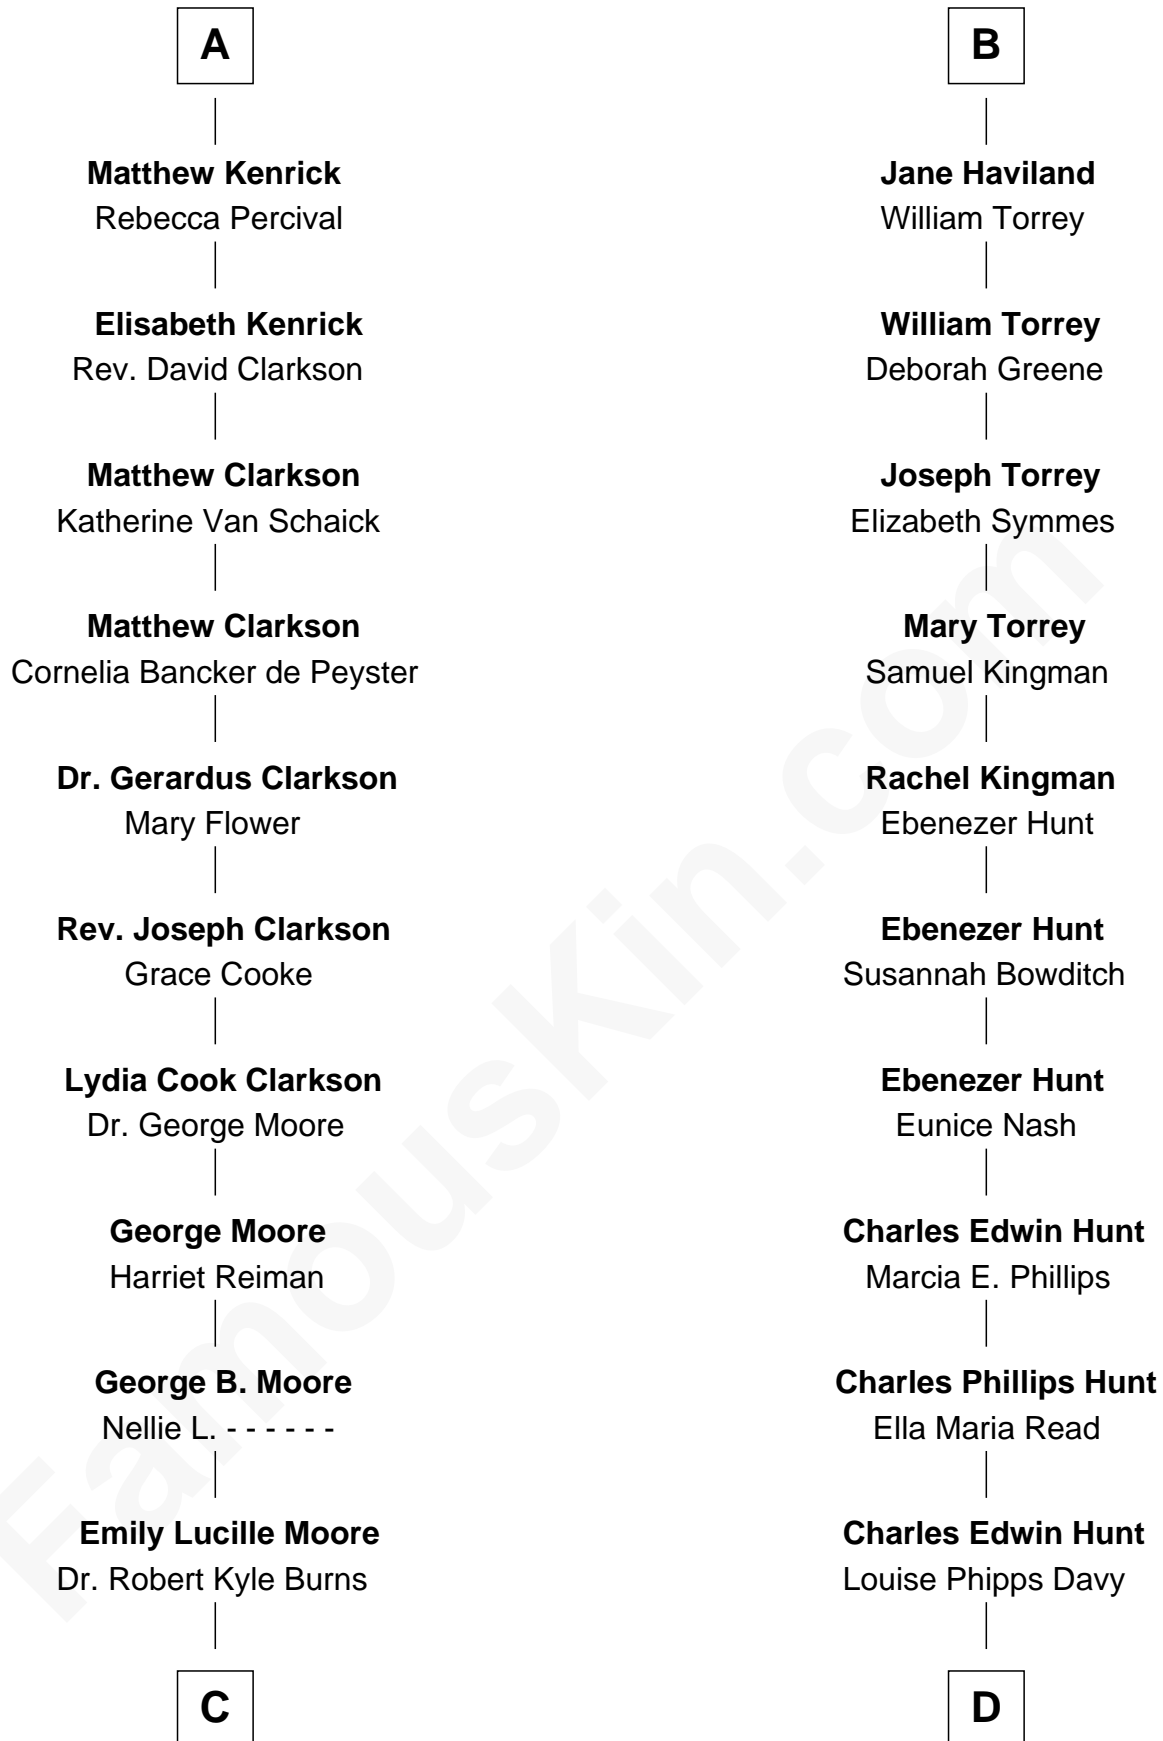 A
Matthew Kenrick
Rebecca Percival
Elisabeth Kenrick
Rev. David Clarkson
Matthew Clarkson
Katherine Van Schaick
Matthew Clarkson
Cornelia Bancker de Peyster
Dr. Gerardus Clarkson
Mary Flower
Rev. Joseph Clarkson
Grace Cooke
Lydia Cook Clarkson
Dr. George Moore
George Moore
Harriet Reiman
George B. Moore
Nellie L. - - - - - -
Emily Lucille Moore
Dr. Robert Kyle Burns
C
B
Jane Haviland
William Torrey
William Torrey
Deborah Greene
Joseph Torrey
Elizabeth Symmes
Mary Torrey
Samuel Kingman
Rachel Kingman
Ebenezer Hunt
Ebenezer Hunt
Susannah Bowditch
Ebenezer Hunt
Eunice Nash
Charles Edwin Hunt
Marcia E. Phillips
Charles Phillips Hunt
Ella Maria Read
Charles Edwin Hunt
Louise Phipps Davy
D
FamousKin.com